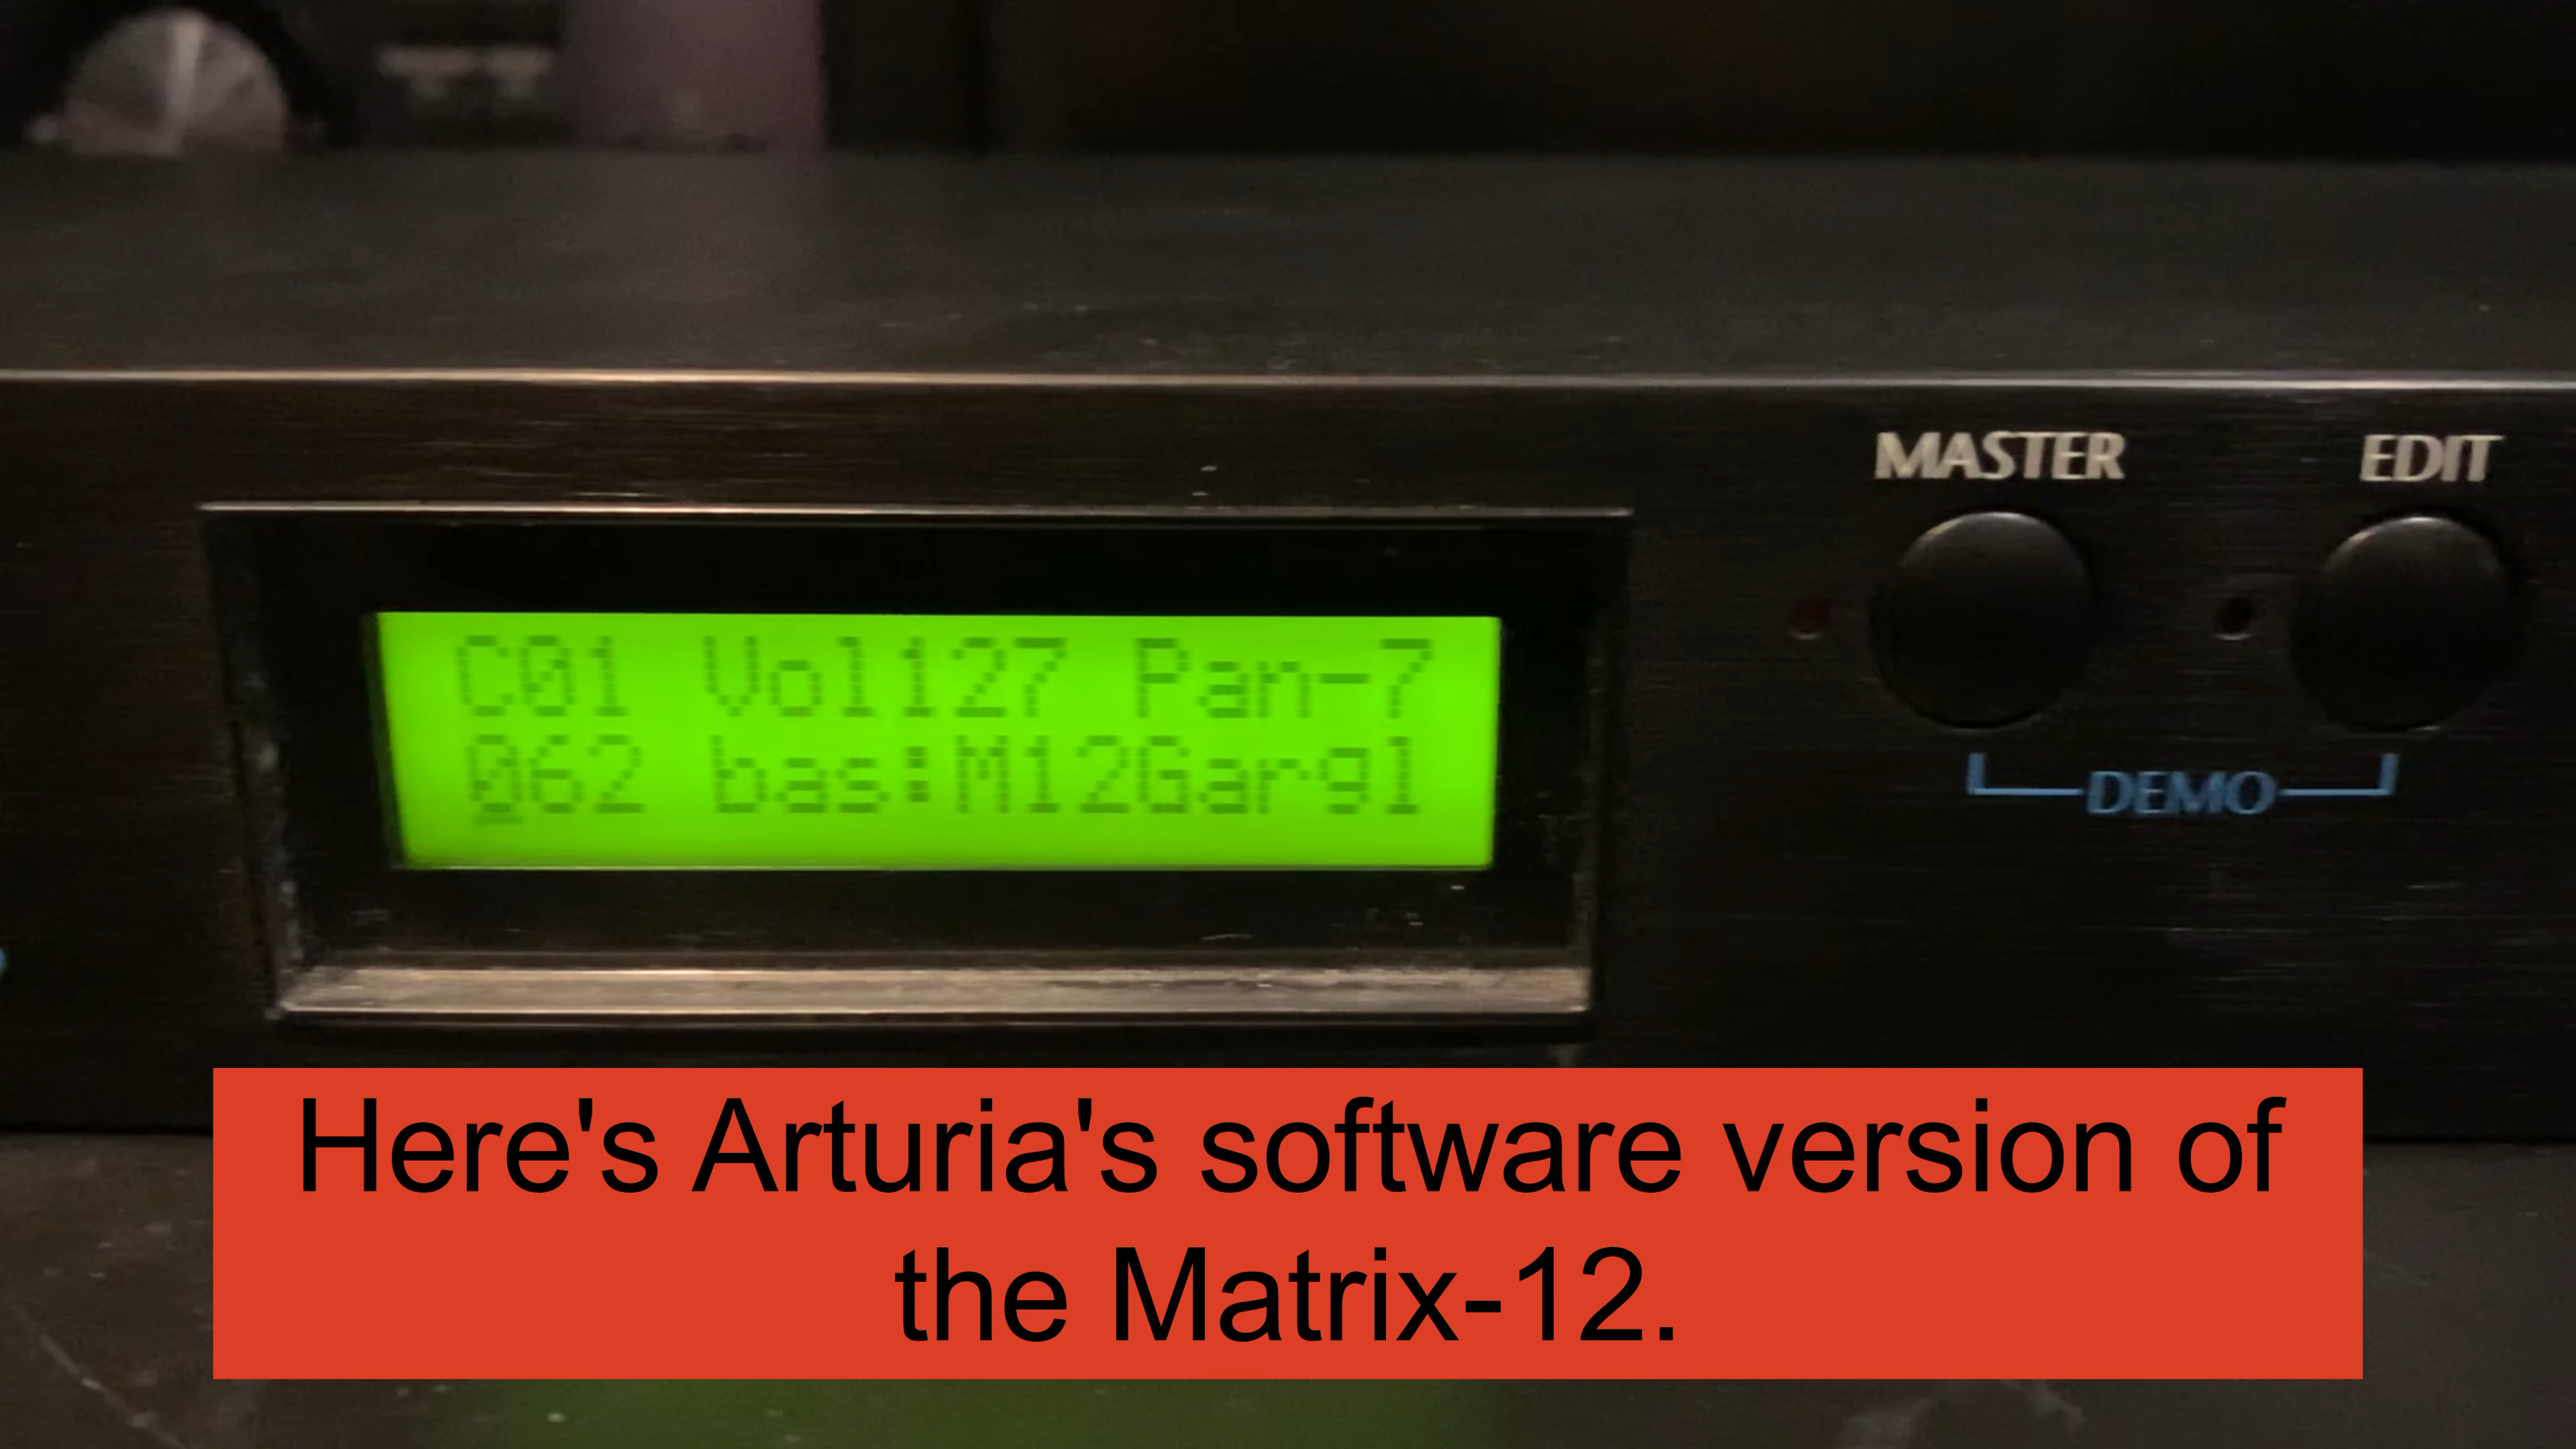 MASTER EDIT
C01 Vol127 Pan-7
062 bas:M12Gargl
DEMO
Here's Arturia's software version of
the Matrix-12.